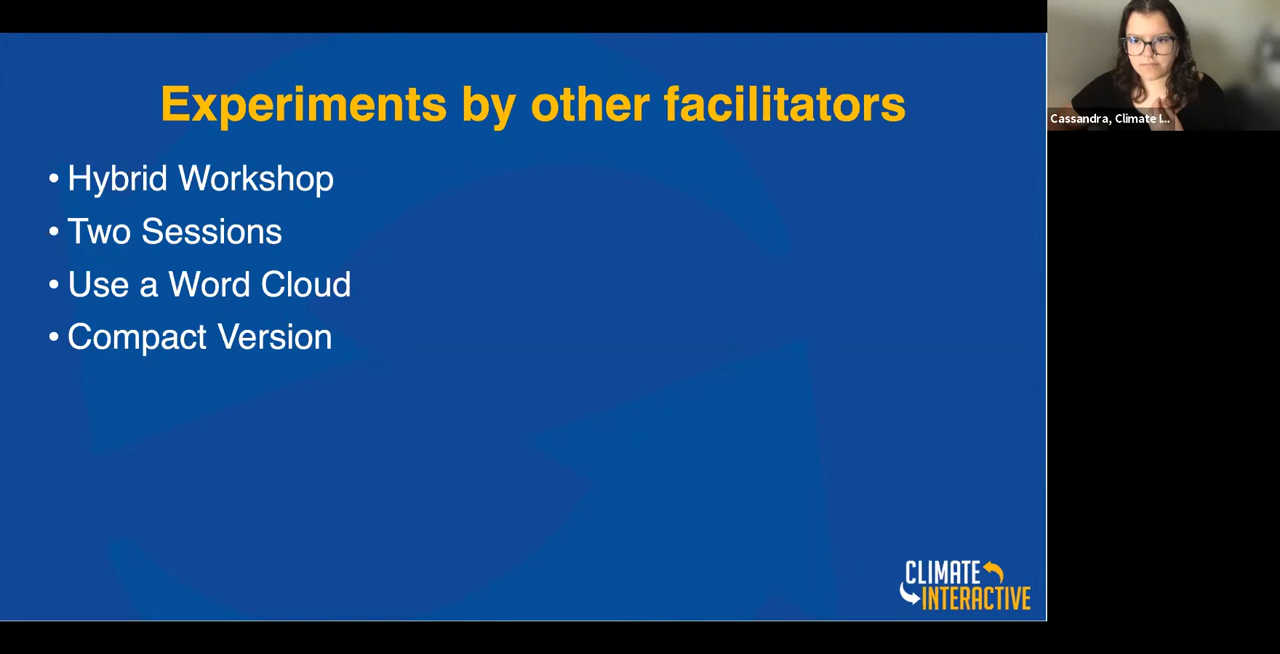 Experiments by other facilitators
• Hybrid Workshop
• Two Sessions
• Use a Word Cloud
• Compact Version
CLIMATE
INTERACTIVE
Cassandra, Climate I...